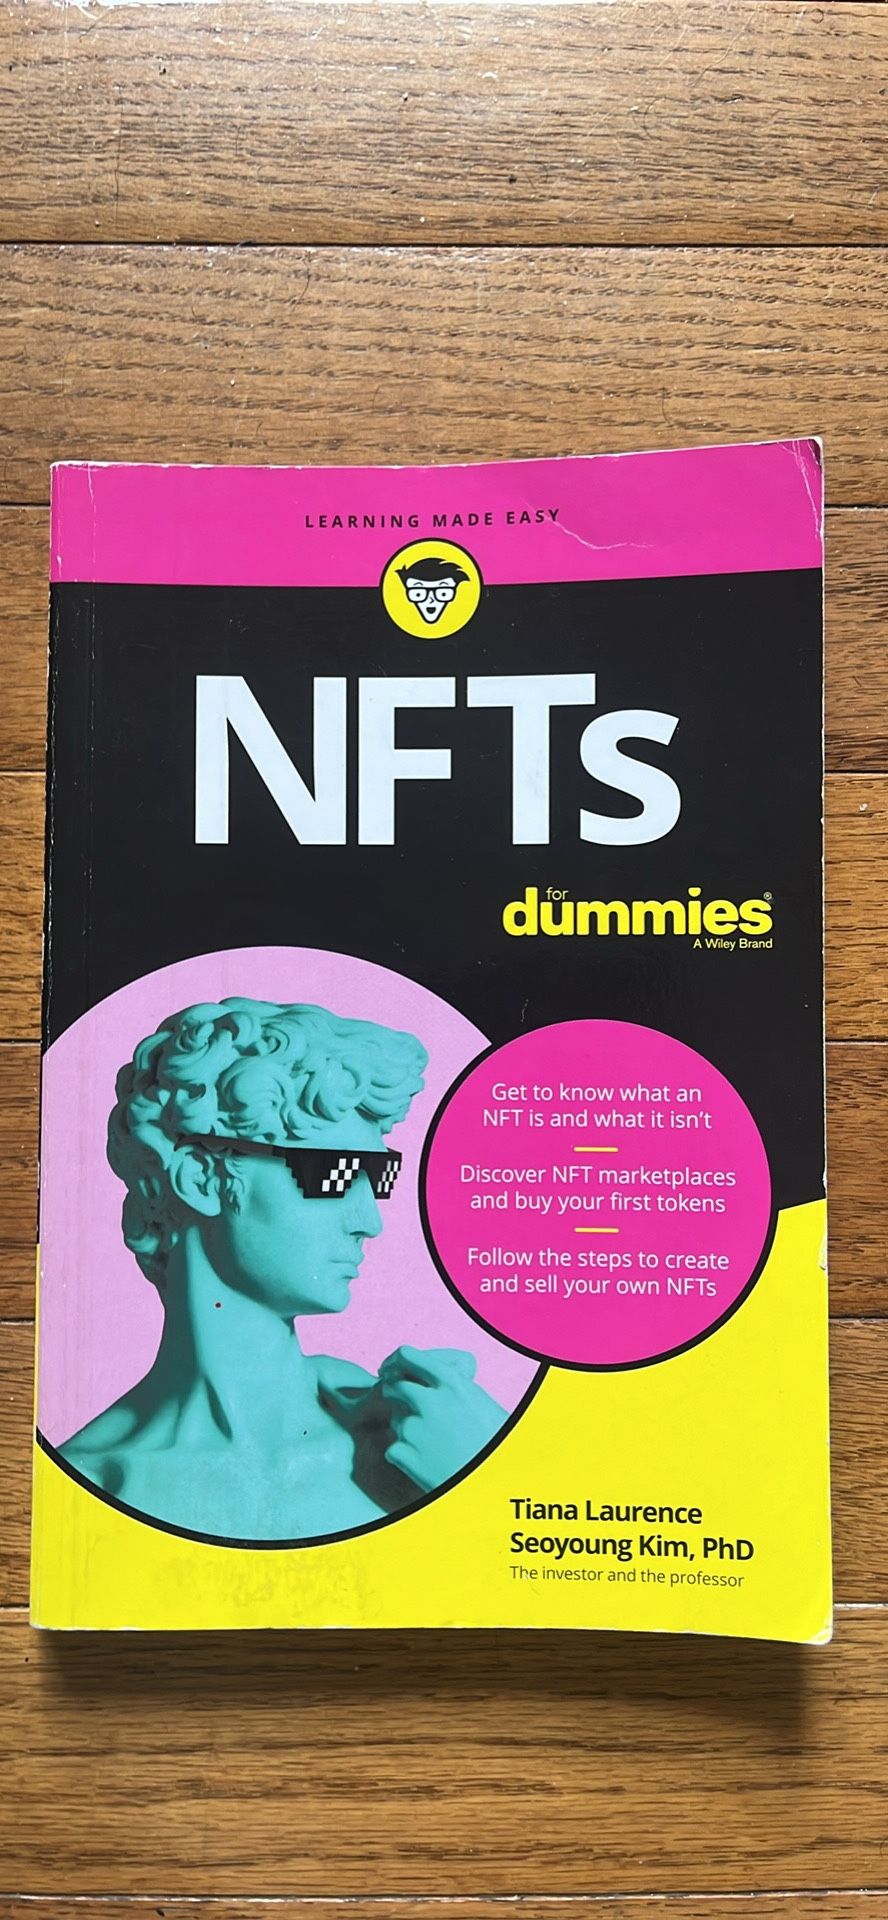 LEARNING MADE EASY
NFTs
for
dummies®
A Wiley Brand
Get to know what an
NFT is and what it isn't
Discover NFT marketplaces
and buy your first tokens
Follow the steps to create
and sell your own NFTs
Tiana Laurence
Seoyoung Kim, PhD
The investor and the professor